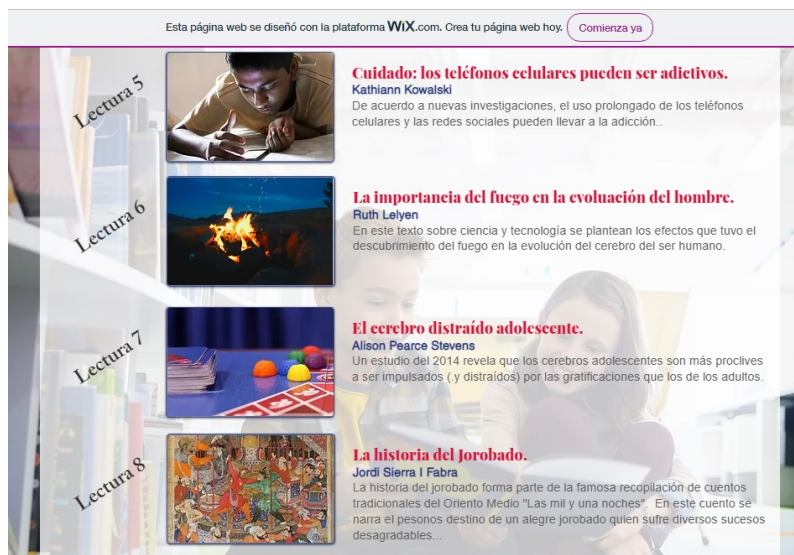 Esta página web se diseñó con la plataforma WiX.com. Crea tu página web hoy. Comienza ya
Lectura 5
Cuidado: los teléfonos celulares pueden ser adictivos.
Kathiann Kowalski
De acuerdo a nuevas investigaciones, el uso prolongado de los teléfonos
celulares y las redes sociales pueden llevar a la adicción..
Lectura 6
La importancia del fuego en la evoluación del hombre.
Ruth Lelyen
En este texto sobre ciencia y tecnología se plantean los efectos que tuvo el
descubrimiento del fuego en la evolución del cerebro del ser humano.
Lectura 7
El cerebro distraído adolescente.
Alison Pearce Stevens
Un estudio del 2014 revela que los cerebros adolescentes son más proclives
a ser impulsados (.y distraídos) por las gratificaciones que los de los adultos.
Lectura 8
La historia del Jorobado.
Jordi Sierra I Fabra
La historia del jorobado forma parte de la famosa recopilación de cuentos
tradicionales del Oriento Medio "Las mil y una noches". En este cuento se
narra el pesonos destino de un alegre jorobado quien sufre diversos sucesos
desagradables...